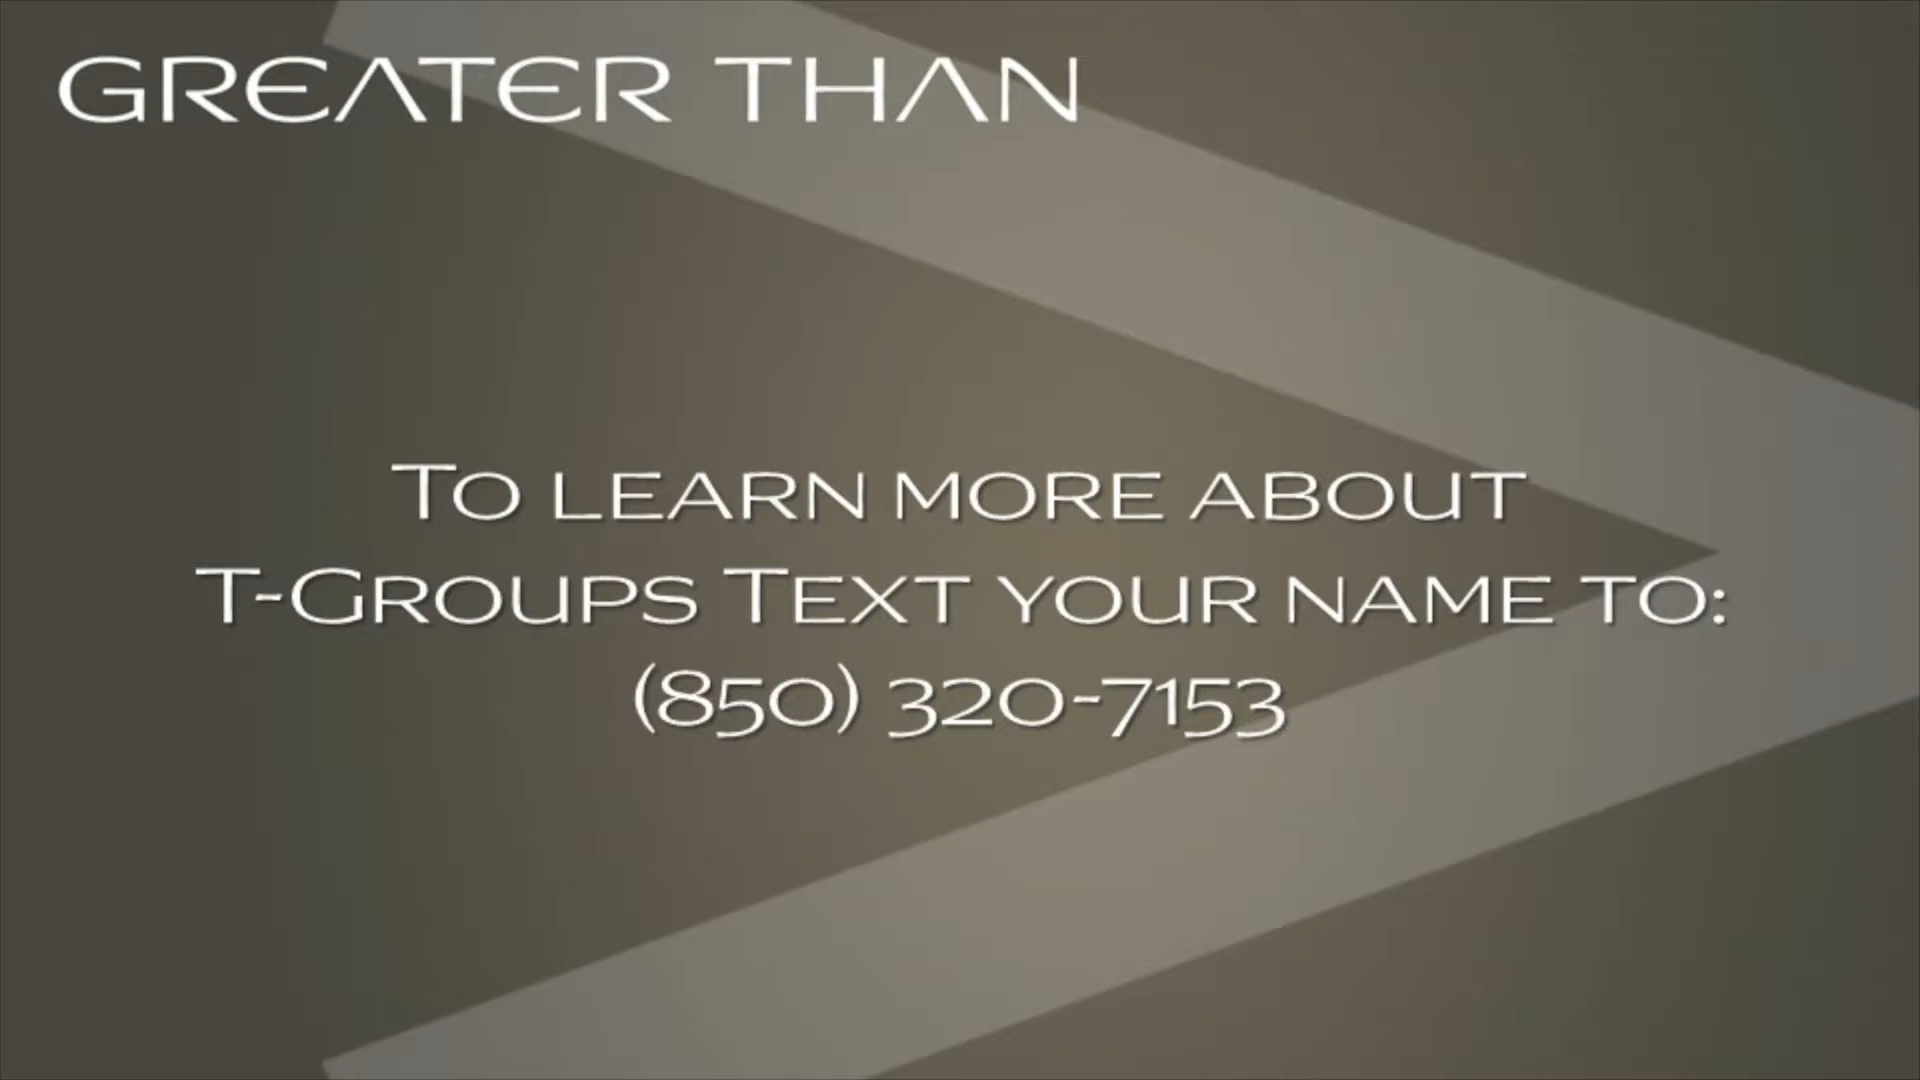 GREATER THAN
To learn more about
T-Groups Text your name to:
(850) 320-7153